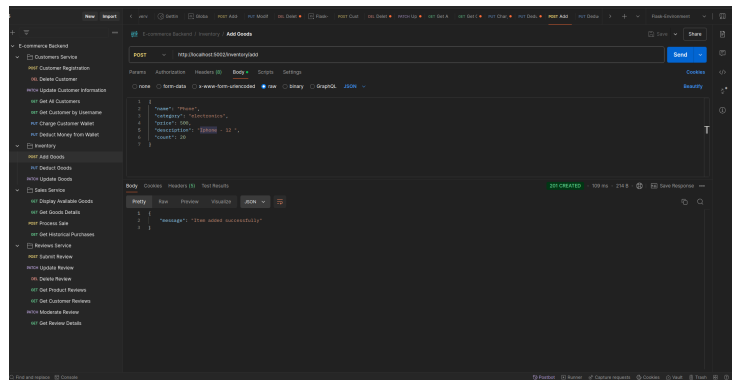 New Import
POST Add
POST Add
E-commerce Backend / Inventory / Add Goods
Save
Share
E-commerce Backend
Customers Service
POST Customer Registration
DEL Delete Customer
PATCH Update Customer Information
GET Get All Customers
GET Get Customer by Username
PUT Charge Customer Wallet
PUT Deduct Money from Wallet
Inventory
POST Add Goods
PUT Deduct Goods
PATCH Update Goods
Sales Service
GET Display Available Goods
GET Get Goods Details
POST Process Sale
GET Get Historical Purchases
Reviews Service
POST Submit Review
PATCH Update Review
DEL Delete Review
GET Get Product Reviews
GET Get Customer Reviews
PATCH Moderate Review
GET Get Review Details
POST http://localhost:5002/inventory/add Send
Params Authorization Headers (8) Body Scripts Settings Cookies
none form-data x-www-form-urlencoded raw binary GraphQL JSON Beautify
1 {
2 "name": "Phone",
3 "category": "electronics",
4 "price": 500,
5 "description": "Iphone - 12 ",
6 "count": 20
7 }
Body Cookies Headers (5) Test Results 201 CREATED 109 ms 214 B Save Response
Pretty Raw Preview Visualize JSON
1 {
2 "message": "Item added successfully"
3 }
Find and replace Console
Postbot Runner Capture requests Cookies Vault Trash